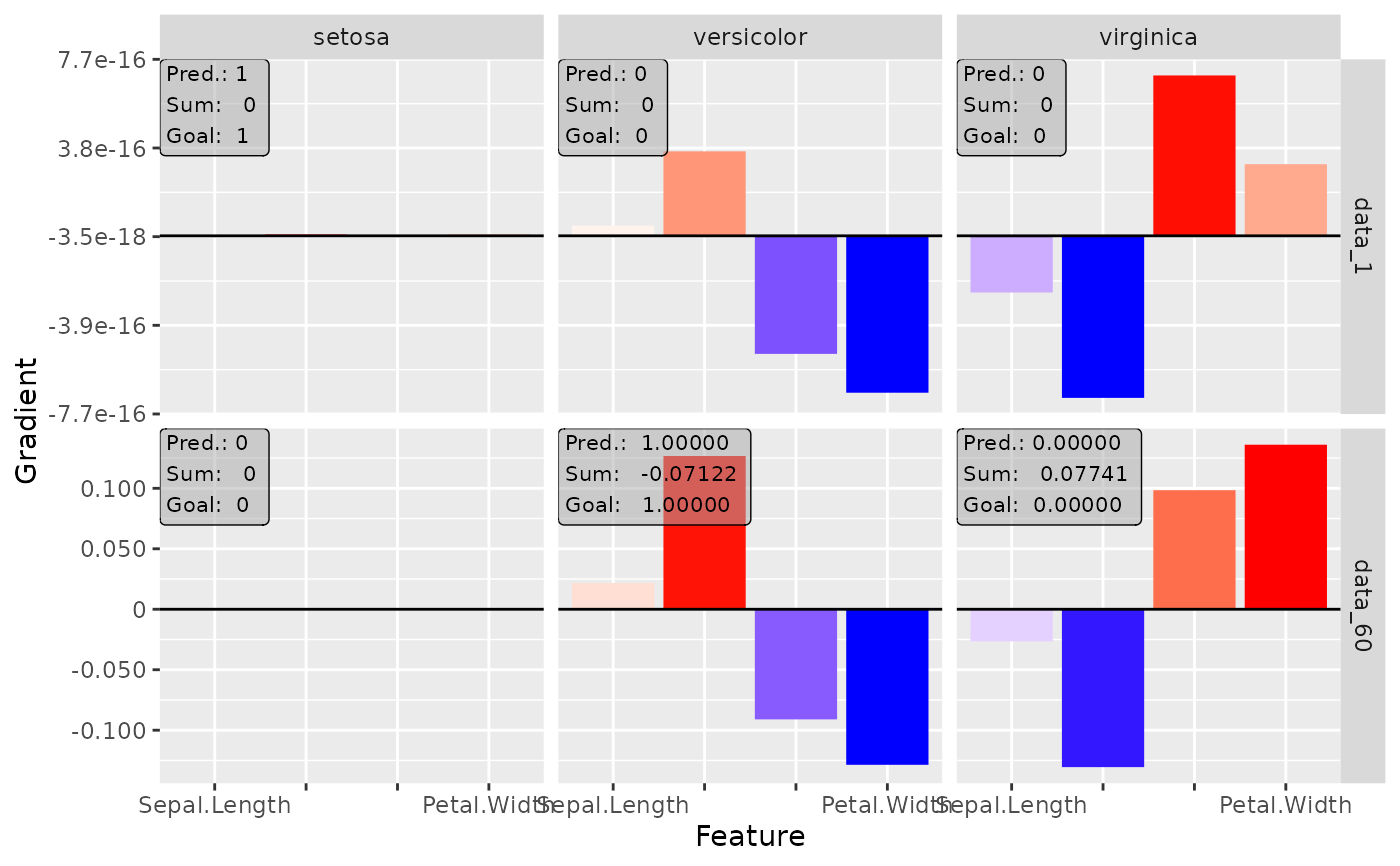 setosa
versicolor
virginica
7.7e-16
3.8e-16
-3.5e-18
-3.9e-16
-7.7e-16
Pred.: 1
Sum: 0
Goal: 1
Pred.: 0
Sum: 0
Goal: 0
Pred.: 0
Sum: 0
Goal: 0
data_1
Gradient
0.100
0.050
0
-0.050
-0.100
Pred.: 0
Sum: 0
Goal: 0
Pred.: 1.00000
Sum: -0.07122
Goal: 1.00000
Pred.: 0.00000
Sum: 0.07741
Goal: 0.00000
data_60
Sepal.Length
Petal.Width
Sepal.Length
Petal.Width
Sepal.Length
Petal.Width
Feature